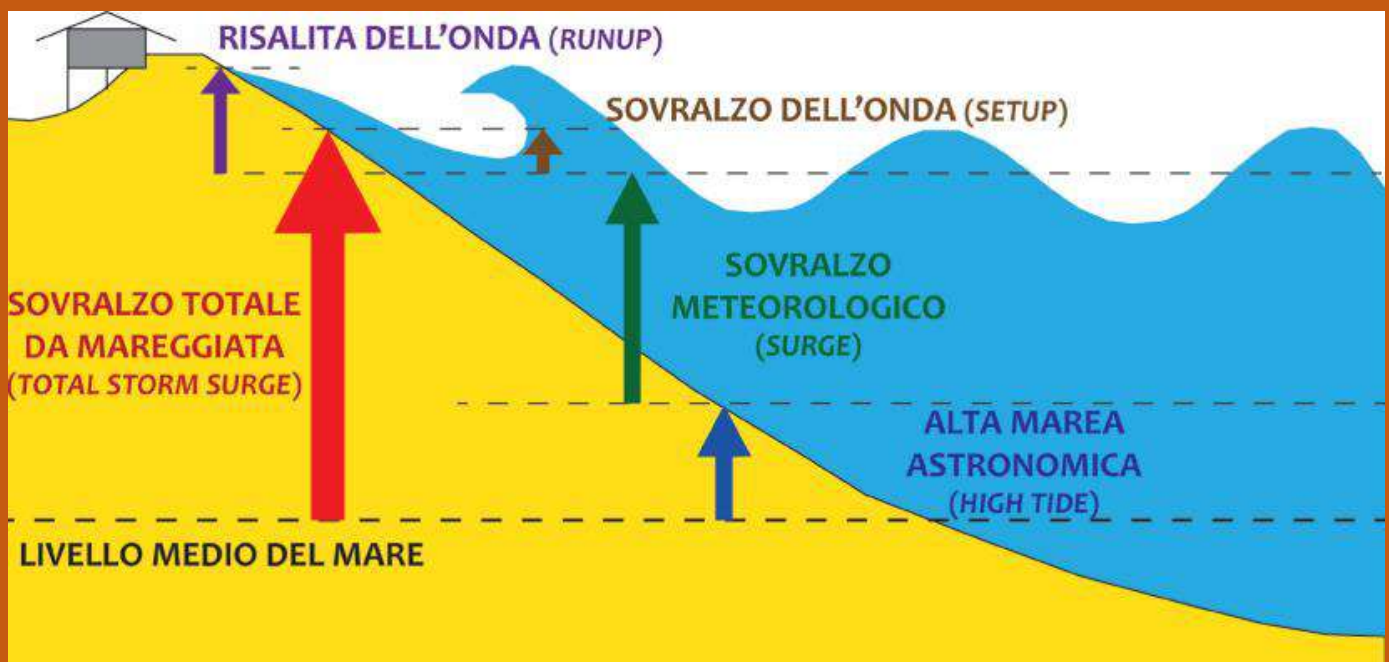 RISALITA DELL'ONDA (RUNUP)
SOVRALZO DELL'ONDA (SETUP)
SOVRALZO
METEOROLOGICO
(SURGE)
SOVRALZO TOTALE
DA MAREGGIATA
(TOTAL STORM SURGE)
ALTA MAREA
ASTRONOMICA
(HIGH TIDE)
LIVELLO MEDIO DEL MARE